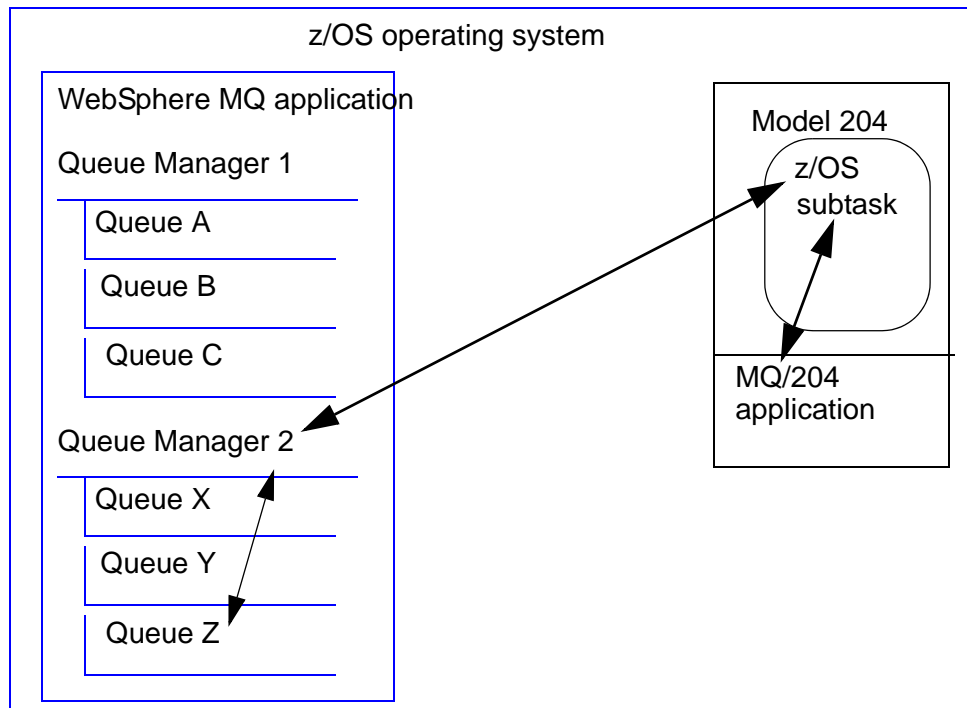 z/OS operating system
WebSphere MQ application
Queue Manager 1
Queue A
Queue B
Queue C
Queue Manager 2
Queue X
Queue Y
Queue Z
Model 204
z/OS
subtask
MQ/204
application